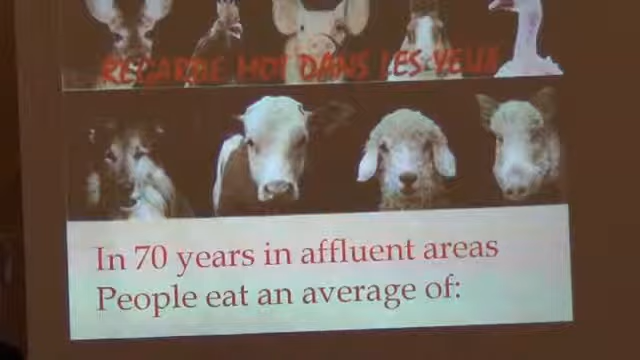 REGARDE MOI DANS LES YEUX
In 70 years in affluent areas
People eat an average of: